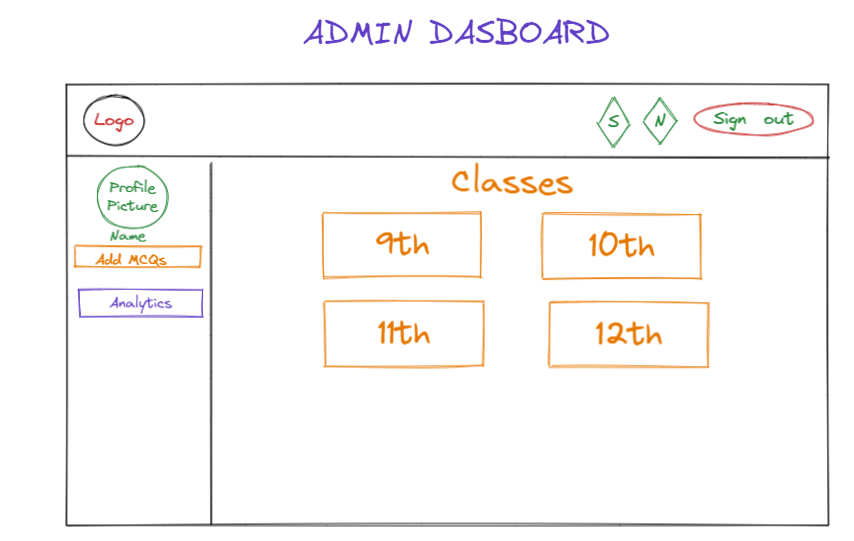 ADMIN DASBOARD
Logo
S
N
Sign out
Profile
Picture
Name
Add MCQs
Analytics
Classes
9th
10th
11th
12th